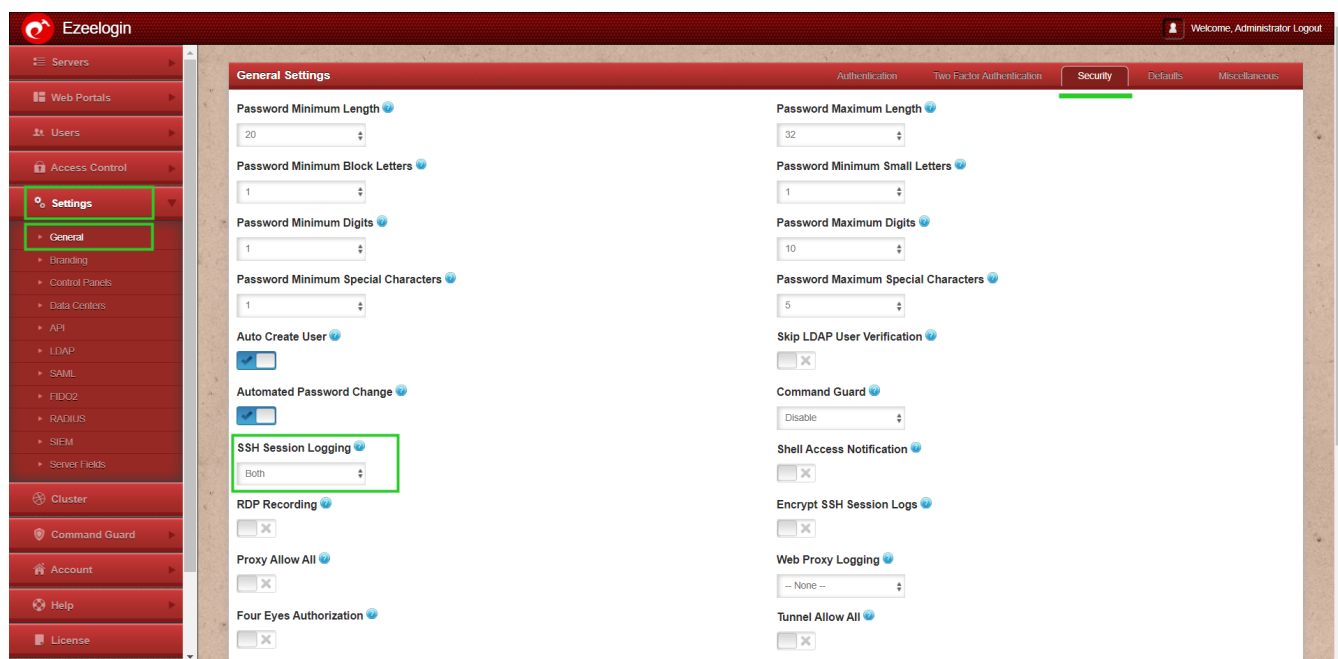 Ezeelogin
Welcome, Administrator Logout
Servers
Web Portals
Users
Access Control
Settings
General
Branding
Control Panels
Data Centers
API
LDAP
SAML
FIDO2
RADIUS
SIEM
Server Fields
Cluster
Command Guard
Account
Help
License
General Settings
Authentication Two Factor Authentication Security Defaults Miscellaneous
Password Minimum Length Password Maximum Length
20 32
Password Minimum Block Letters Password Minimum Small Letters
1 1
Password Minimum Digits Password Maximum Digits
1 10
Password Minimum Special Characters Password Maximum Special Characters
1 5
Auto Create User Skip LDAP User Verification
Automated Password Change Command Guard
Disable
SSH Session Logging Shell Access Notification
Both
RDP Recording Encrypt SSH Session Logs
Proxy Allow All Web Proxy Logging
-- None --
Four Eyes Authorization Tunnel Allow All